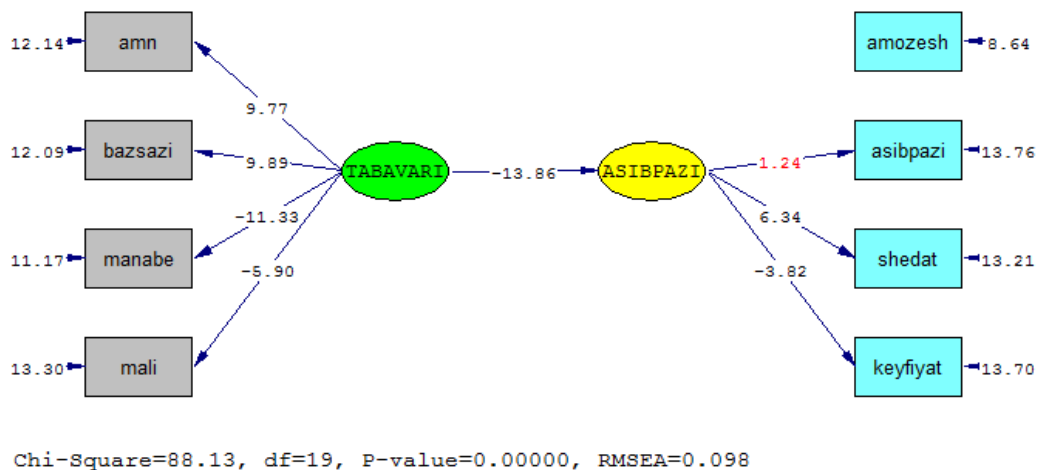 12.14 amn
9.77
12.09 bazsazi
9.89
11.17 manabe
-11.33
13.30 mali
-5.90
TABAVARI
-13.86
ASIBPAZI
amozesh 8.64
1.24
asibpazi 13.76
6.34
shedat 13.21
-3.82
keyfiyat 13.70
Chi-Square=88.13, df=19, P-value=0.00000, RMSEA=0.098